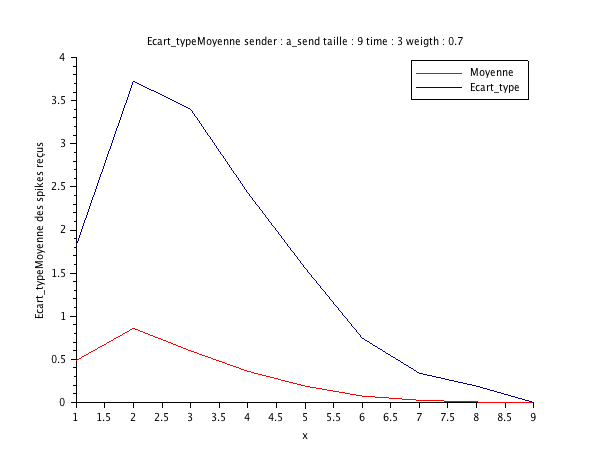 Ecart_typeMoyenne sender : a_send taille : 9 time : 3 weigth : 0.7
Moyenne
Ecart_type
Ecart_typeMoyenne des spikes reçus
4
3.5
3
2.5
2
1.5
1
0.5
0
1 1.5 2 2.5 3 3.5 4 4.5 5 5.5 6 6.5 7 7.5 8 8.5 9
x